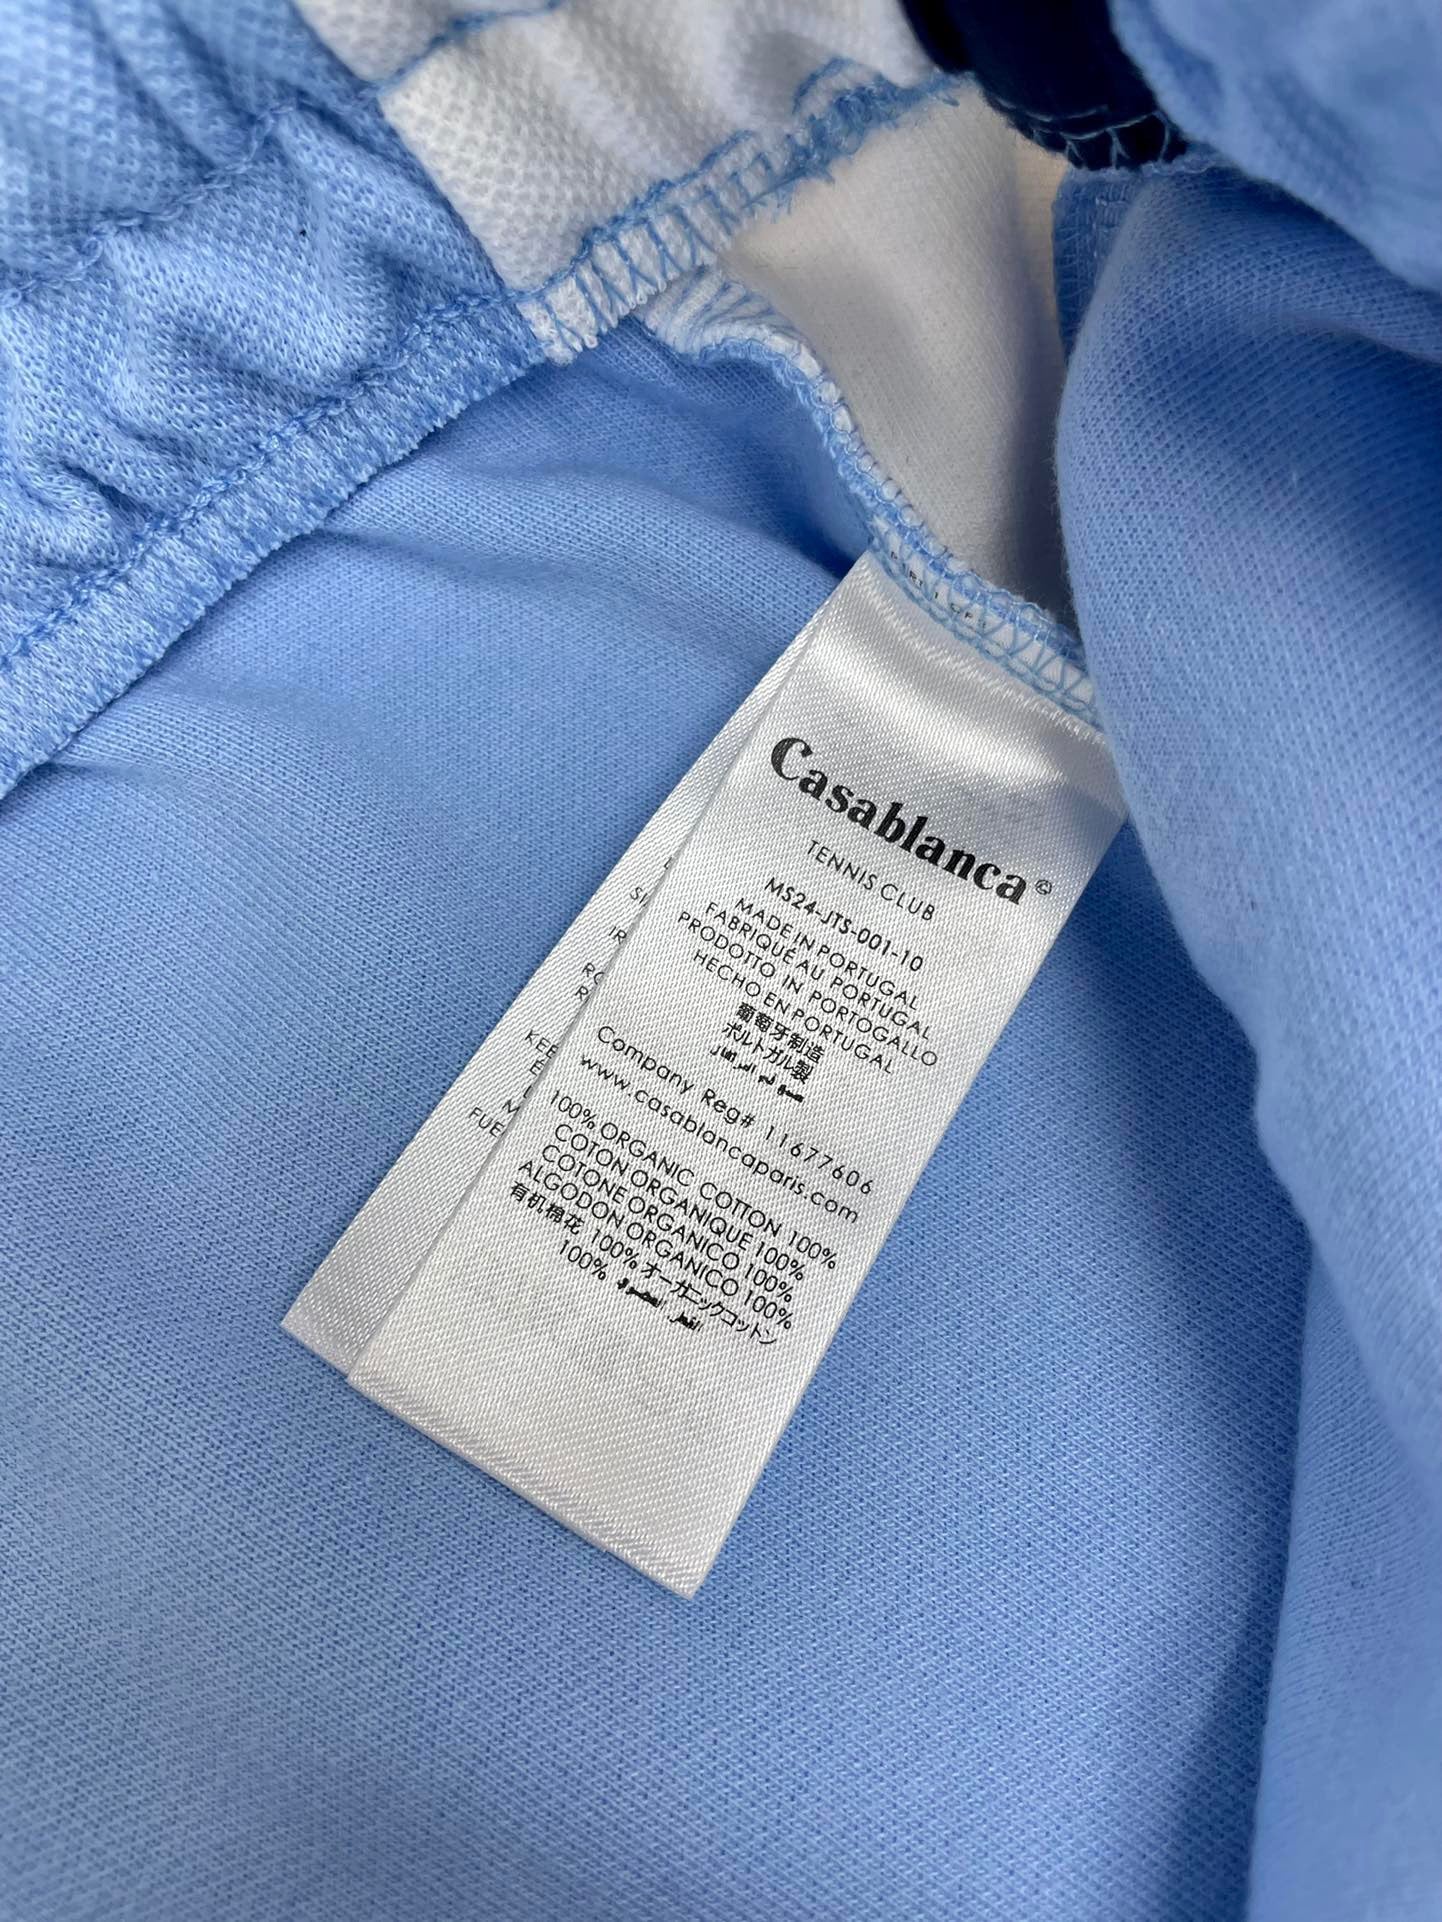 Casablanca©
TENNIS CLUB
MS24-JTS-001-10
MADE IN PORTUGAL
FABRIQUÉ AU PORTUGAL
PRODOTTO IN PORTOGALLO
HECHO EN PORTUGAL
葡萄牙制造
ポルトガル製
Company Reg# 11677606
www.casablancaparis.com
100% ORGANIC COTTON 100%
COTON ORGANIQUE 100%
COTONE ORGANICO 100%
ALGODON ORGANICO 100%
有机棉花 100% オーガニックコットン
100%
KEE
FUE